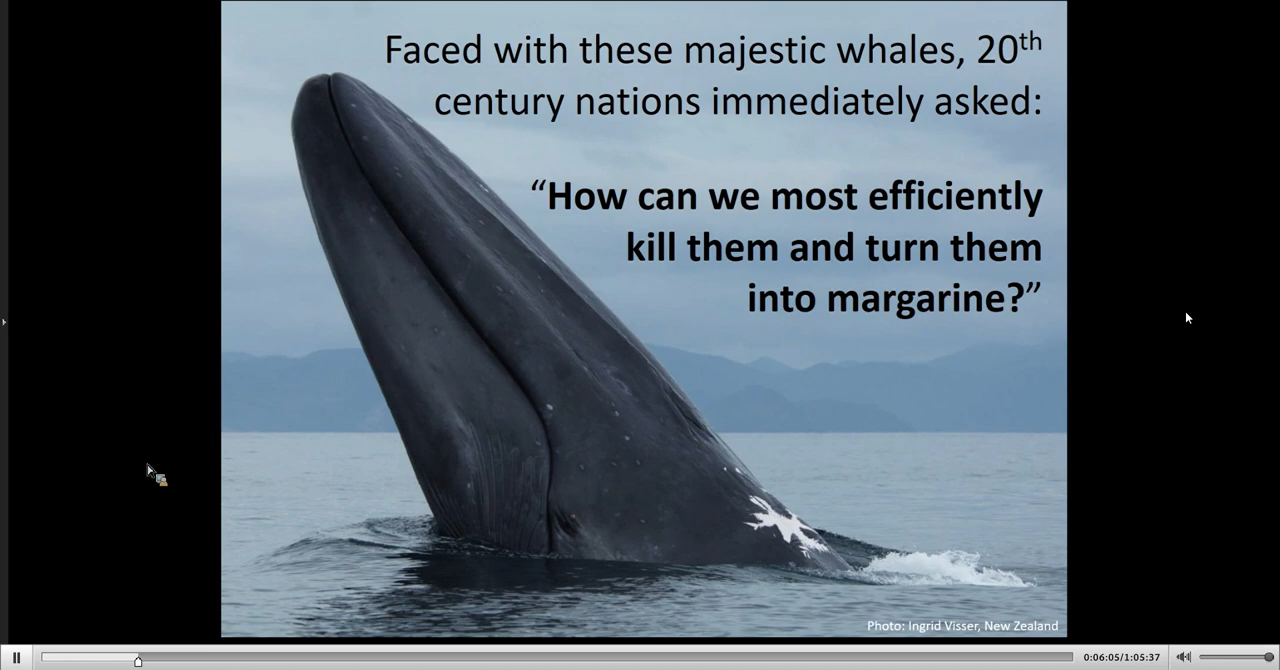 Faced with these majestic whales, 20th
century nations immediately asked:
“How can we most efficiently
kill them and turn them
into margarine?”
Photo: Ingrid Visser, New Zealand
0:06:05/1:05:37